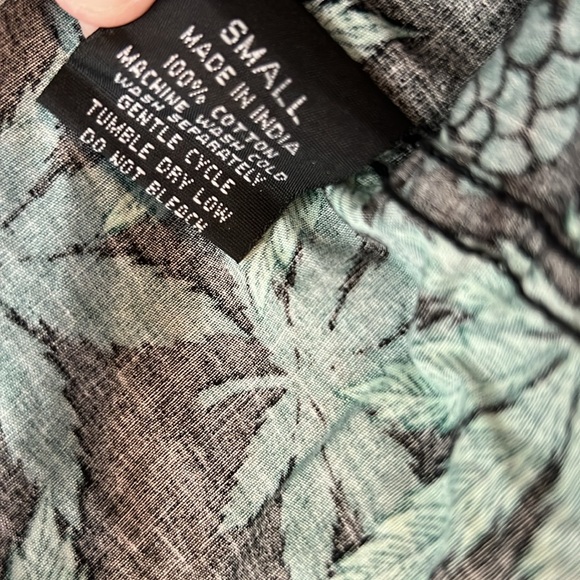 SMALL
MADE IN INDIA
100% COTTON
MACHINE WASH COLD
WASH SEPARATELY
GENTLE CYCLE
TUMBLE DRY LOW
DO NOT BLEACH